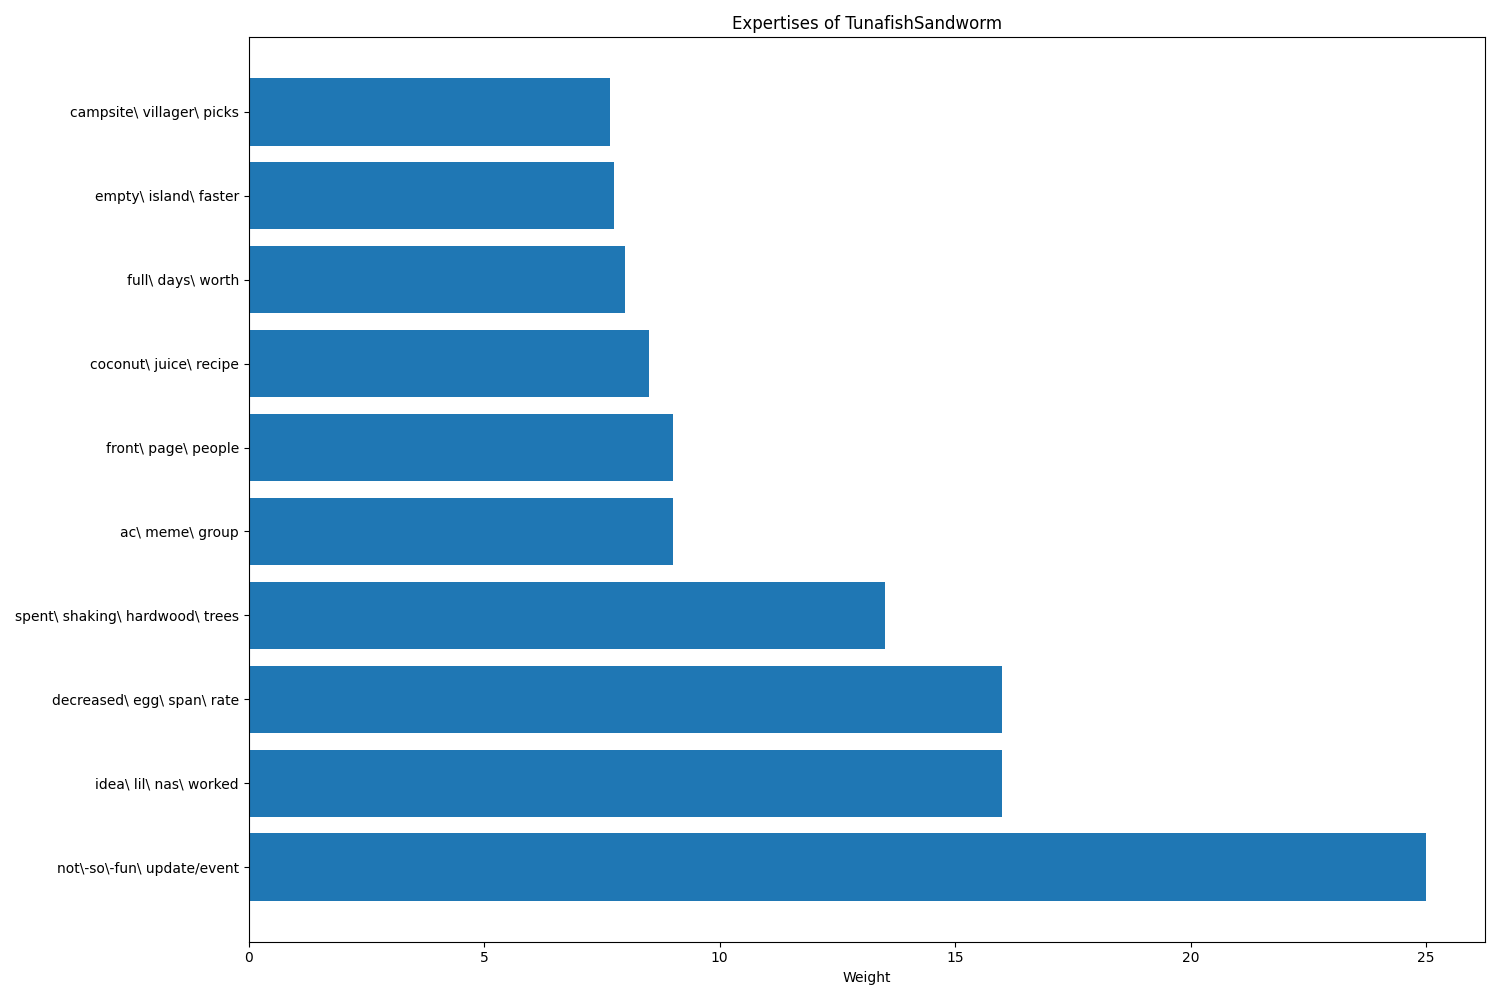 Expertises of TunafishSandworm
campsite\ villager\ picks
empty\ island\ faster
full\ days\ worth
coconut\ juice\ recipe
front\ page\ people
ac\ meme\ group
spent\ shaking\ hardwood\ trees
decreased\ egg\ span\ rate
idea\ lil\ nas\ worked
not\-so\-fun\ update/event
0 5 10 15 20 25
Weight